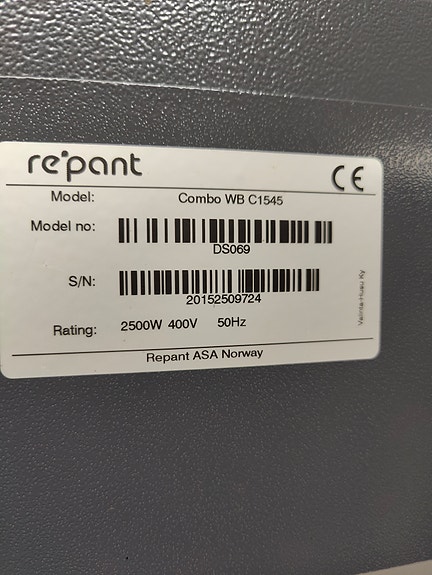 re'pant
CE
Model: Combo WB C1545
Model no:
DS069
S/N:
20152509724
Rating: 2500W 400V 50Hz
Repant ASA Norway